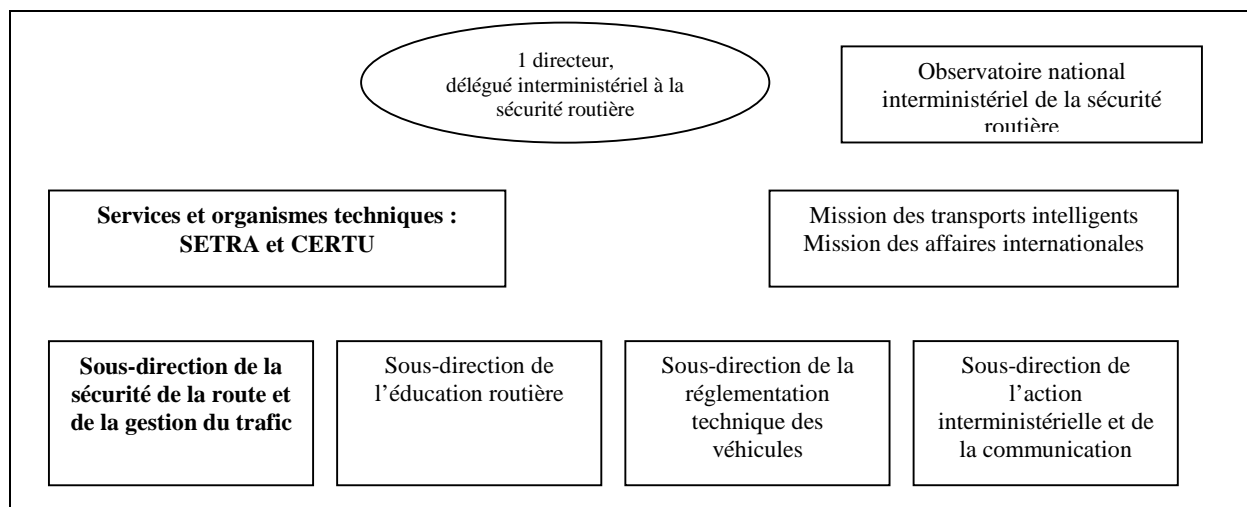 1 directeur,
délégué interministériel à la
sécurité routière
Observatoire national
interministériel de la sécurité
routière
Services et organismes techniques :
SETRA et CERTU
Mission des transports intelligents
Mission des affaires internationales
Sous-direction de la
sécurité de la route et
de la gestion du trafic
Sous-direction de
l’éducation routière
Sous-direction de la
réglementation
technique des
véhicules
Sous-direction de
l’action
interministérielle et de
la communication